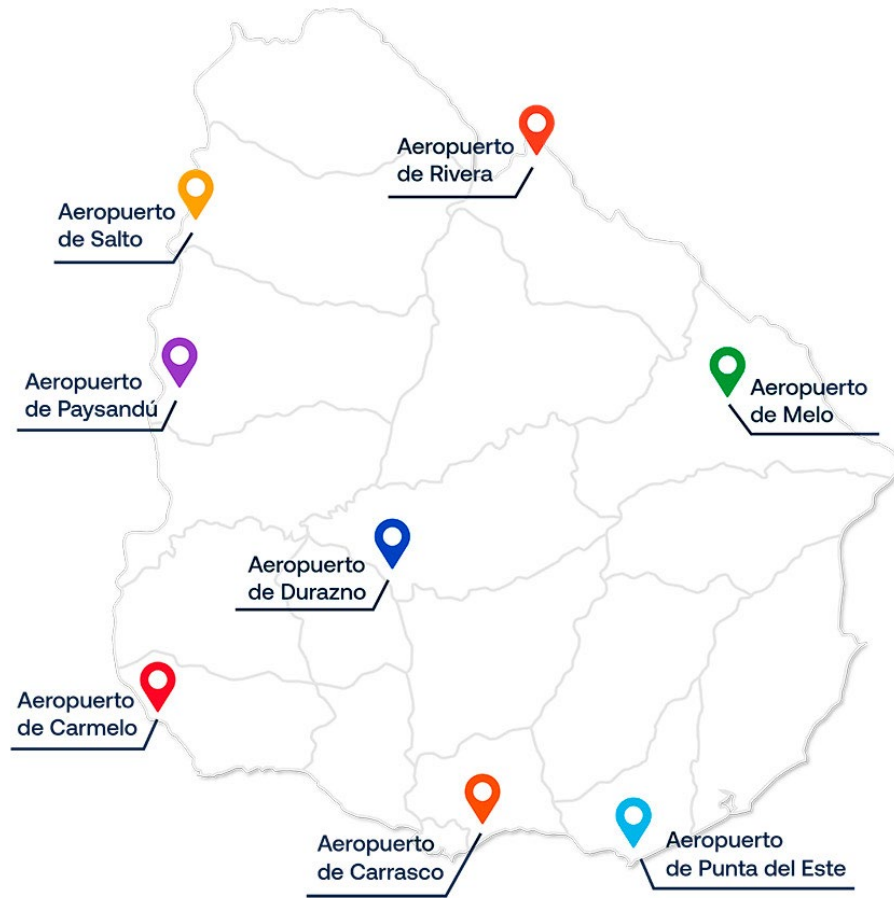 Aeropuerto
de Rivera
Aeropuerto
de Salto
Aeropuerto
de Paysandú
Aeropuerto
de Melo
Aeropuerto
de Durazno
Aeropuerto
de Carmelo
Aeropuerto
de Carrasco
Aeropuerto
de Punta del Este